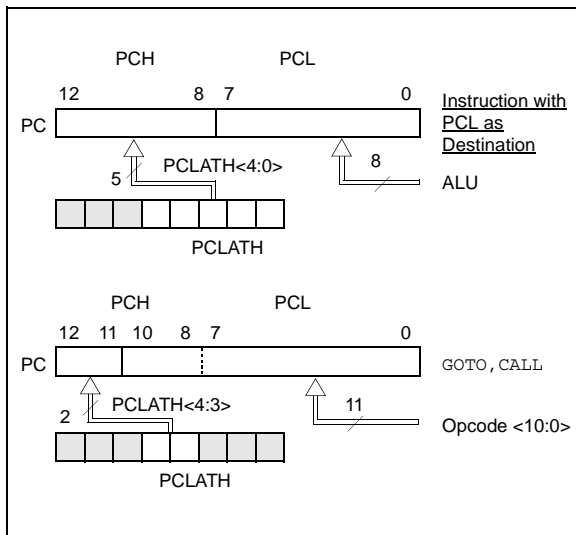 PCH PCL
12 8 7 0
Instruction with
PCL as
Destination
PC
5 PCLATH<4:0> 8
ALU
PCLATH
PCH PCL
12 11 10 8 7 0
PC GOTO,CALL
2 PCLATH<4:3> 11
Opcode <10:0>
PCLATH